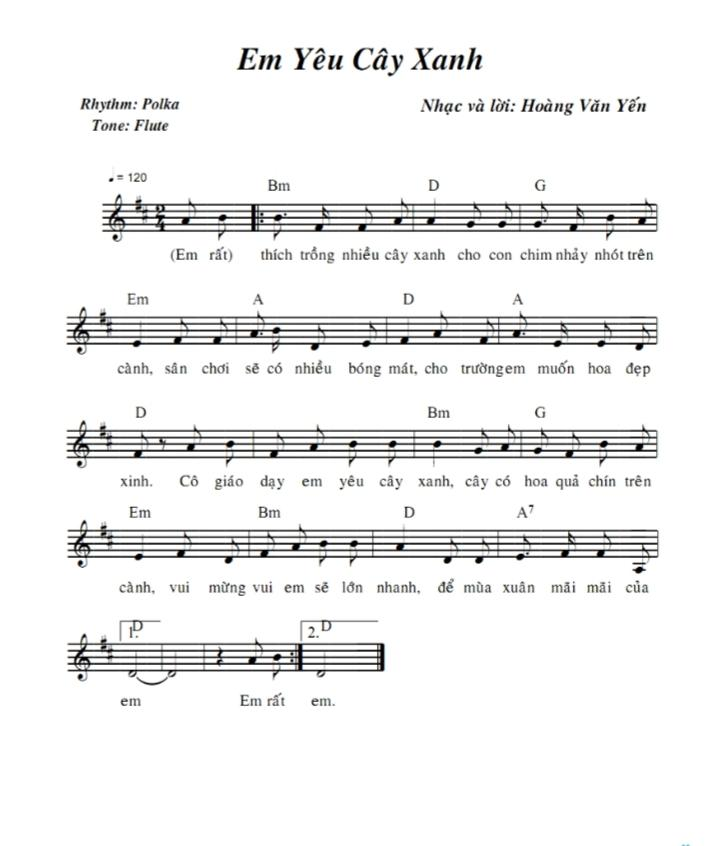 Em Yêu Cây Xanh
Rhythm: Polka
Nhạc và lời: Hoàng Văn Yến
Tone: Flute
= 120
Bm D G
(Em rất) thích trồng nhiều cây xanh cho con chim nhảy nhót trên
Em A D A
cành, sân chơi sẽ có nhiều bóng mát, cho trường em muốn hoa đẹp
D Bm G
xinh. Cô giáo dạy em yêu cây xanh, cây có hoa quả chín trên
Em Bm D A7
cành, vui mừng vui em sẽ lớn nhanh, để mùa xuân mãi mãi của
1. D 2. D
em Em rất em.